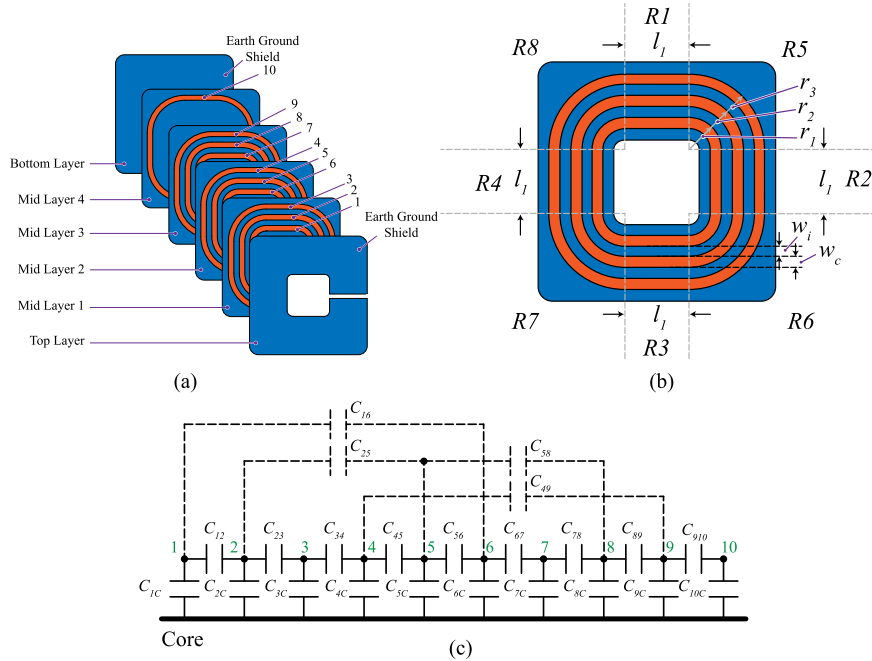 Earth Ground
Shield
10
9
8
7
4
5
6
3
2
1
Earth Ground
Shield
Bottom Layer
Mid Layer 4
Mid Layer 3
Mid Layer 2
Mid Layer 1
Top Layer
(a)
R1
R8
l1
R5
r3
r2
r1
R4
l1
l1
R2
wi
wc
R7
l1
R6
R3
(b)
C16
C25
C58
C49
C12
C23
C34
C45
C56
C67
C78
C89
C910
1
2
3
4
5
6
7
8
9
10
C1C
C2C
C3C
C4C
C5C
C6C
C7C
C8C
C9C
C10C
Core
(c)